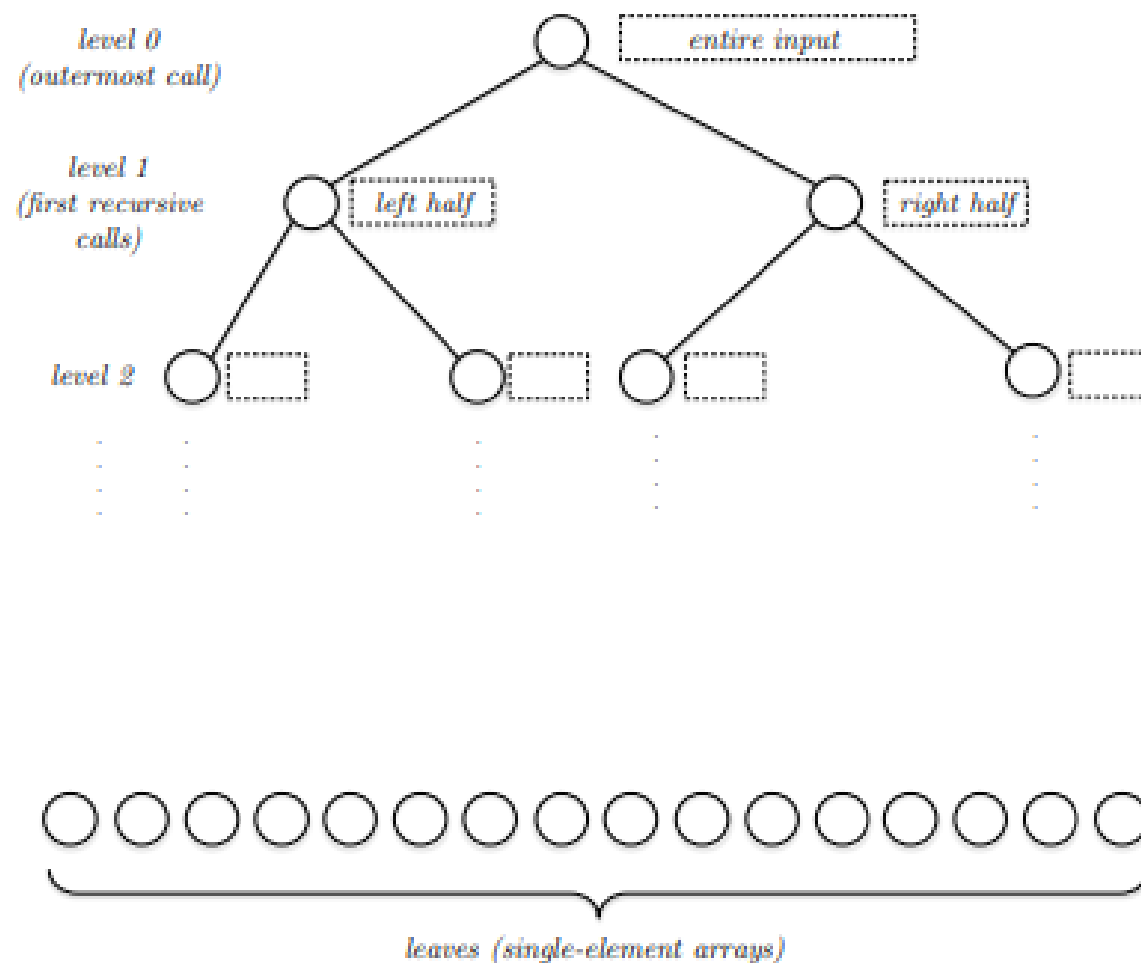 level 0
(outermost call)
entire input
level 1
(first recursive
calls)
left half
right half
level 2
leaves (single-element arrays)